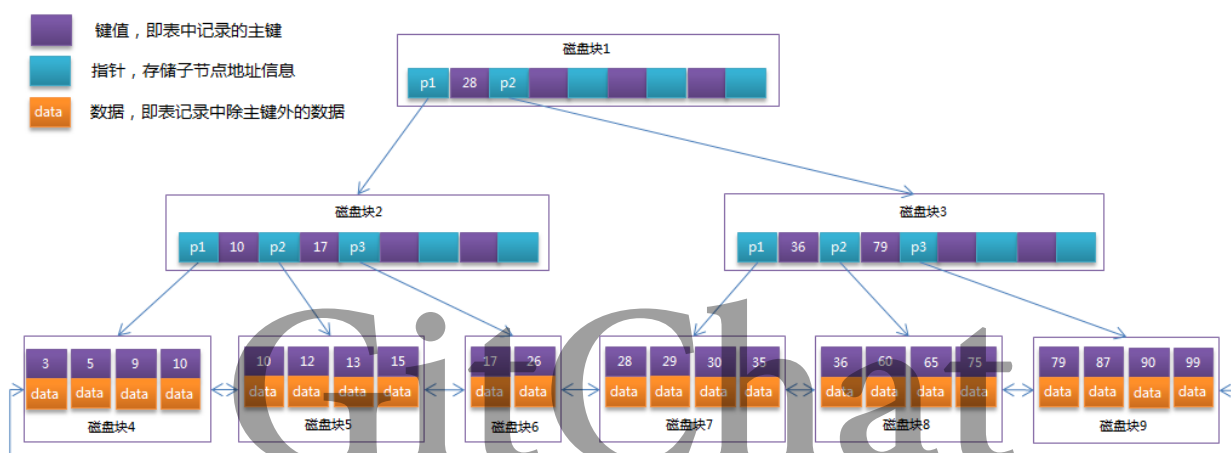 键值，即表中记录的主键
指针，存储子节点地址信息
data 数据，即表记录中除主键外的数据
磁盘块1
p1 28 p2
磁盘块2
p1 10 p2 17 p3
磁盘块3
p1 36 p2 79 p3
3 5 9 10
data data data data
磁盘块4
10 12 13 15
data data data data
磁盘块5
17 26
data data
磁盘块6
28 29 30 35
data data data data
磁盘块7
36 60 65 75
data data data data
磁盘块8
79 87 90 99
data data data data
磁盘块9
GitChat